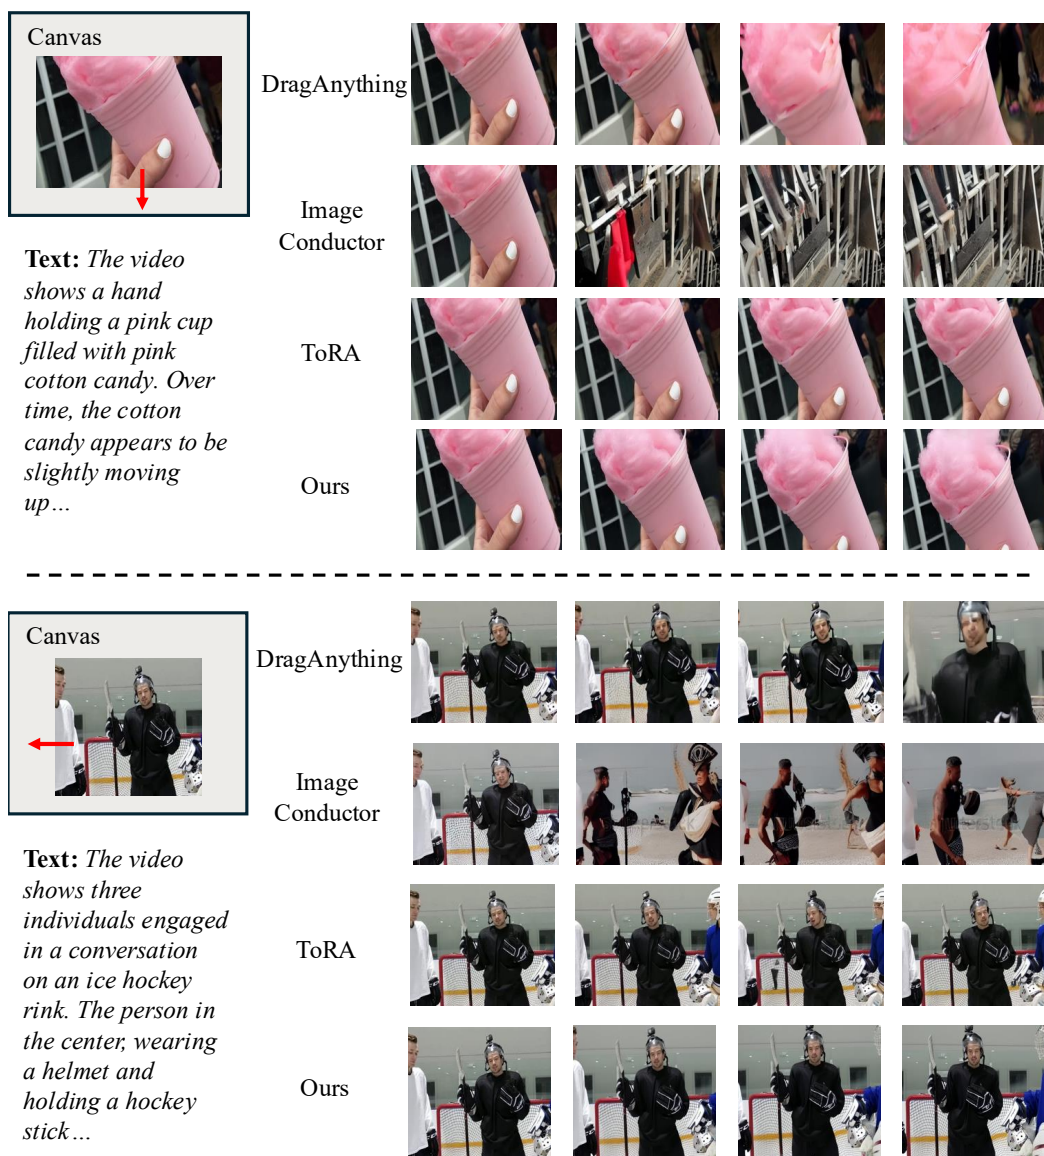 Canvas
DragAnything
Image
Conductor
Text: The video
shows a hand
holding a pink cup
filled with pink
cotton candy. Over
time, the cotton
candy appears to be
slightly moving
up…
ToRA
Ours
Canvas
DragAnything
Image
Conductor
Text: The video
shows three
individuals engaged
in a conversation
on an ice hockey
rink. The person in
the center, wearing
a helmet and
holding a hockey
stick…
ToRA
Ours